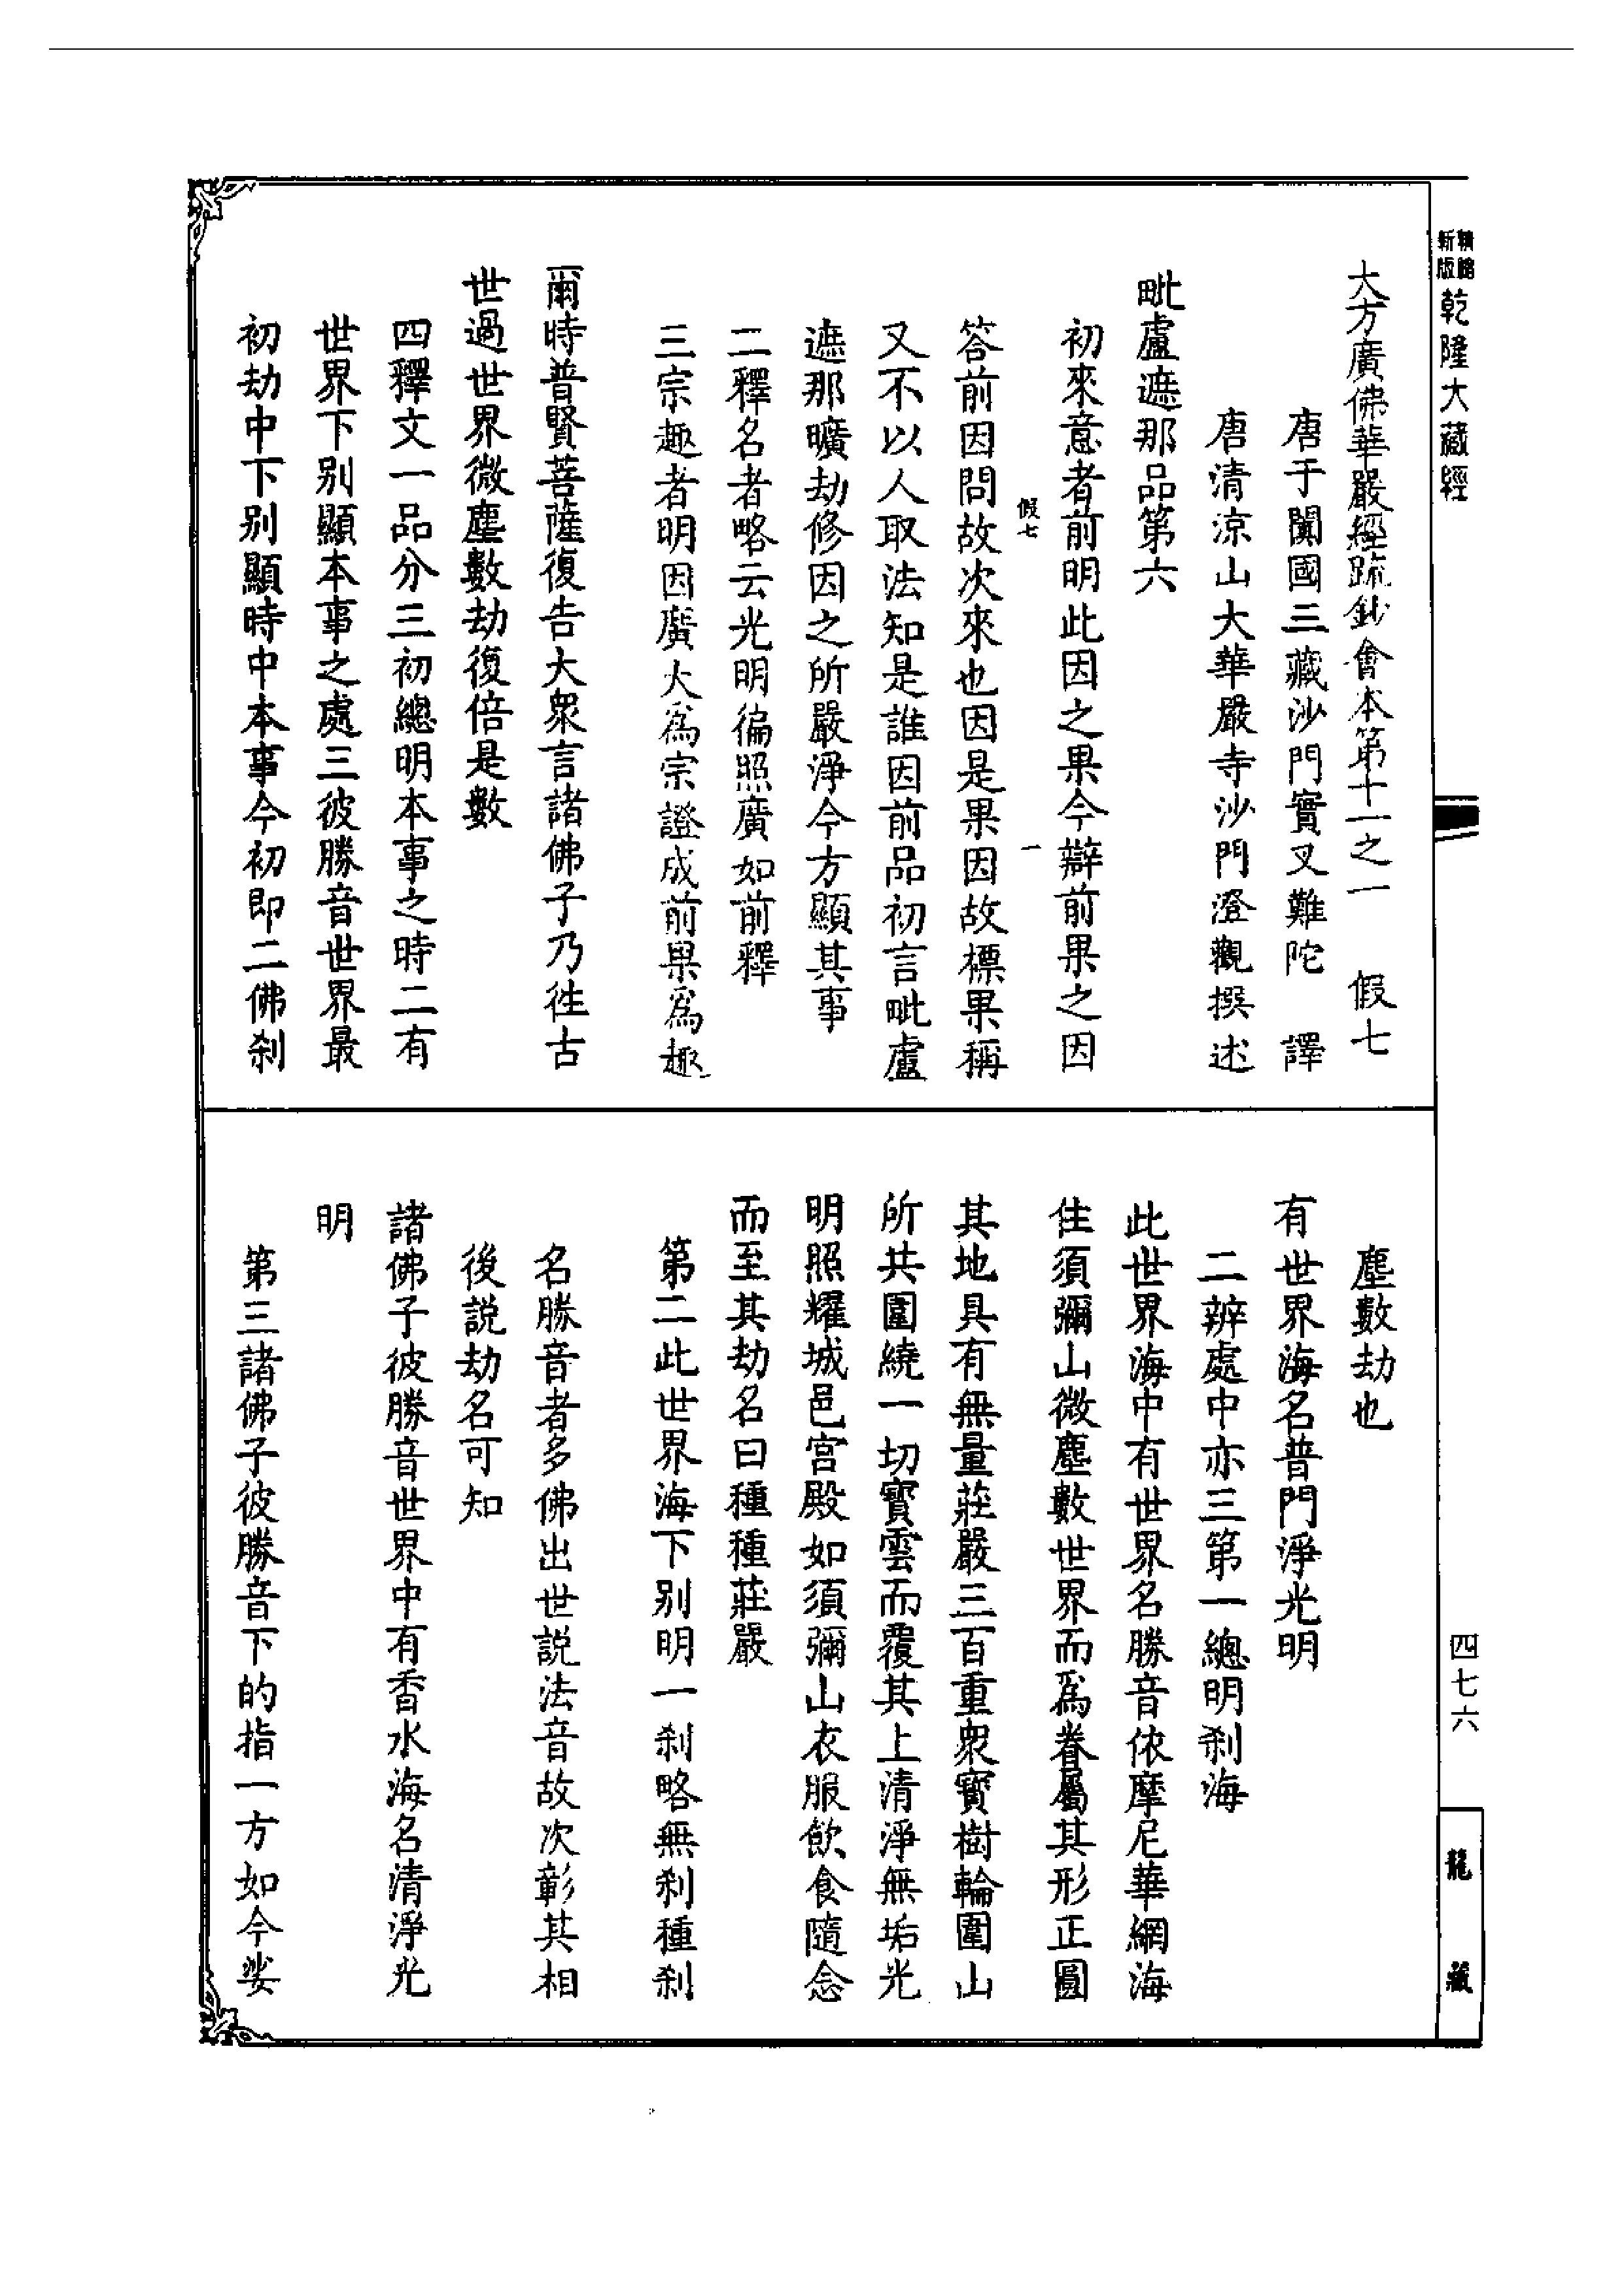 新版
精縮
乾隆大藏經
大方廣佛華嚴經疏鈔會本第十一之一　假七
唐于闐國三藏沙門實叉難陀　譯
唐清涼山大華嚴寺沙門澄觀撰述
毗盧遮那品第六
初來意者前明此因之果今辯前果之因
假七　一
答前因問故次來也因是果因故標果稱
又不以人取法知是誰因前品初言毗盧
遮那曠劫修因之所嚴淨今方顯其事
二釋名者略云光明徧照廣如前釋
三宗趣者明因廣大爲宗證成前果爲趣
爾時普賢菩薩復告大衆言諸佛子乃往古
世過世界微塵數劫復倍是數
四釋文一品分三初總明本事之時二有
世界下别顯本事之處三彼勝音世界最
初劫中下别顯時中本事今初即二佛刹
塵數劫也
有世界海名普門淨光明
二辨處中亦三第一總明刹海
此世界海中有世界名勝音依摩尼華網海
住須彌山微塵數世界而爲眷屬其形正圓
其地具有無量莊嚴三百重衆寶樹輪圍山
所共圍繞一切寶雲而覆其上清淨無垢光
明照耀城邑宮殿如須彌山衣服飲食隨念
而至其劫名曰種種莊嚴
第二此世界海下别明一刹略無刹種刹
名勝音者多佛出世説法音故次彰其相
後説劫名可知
諸佛子彼勝音世界中有香水海名清淨光
明
第三諸佛子彼勝音下的指一方如今娑
四七六
龍藏